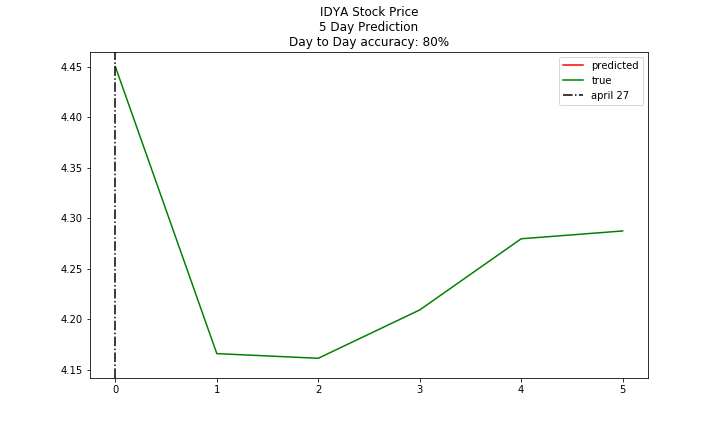 IDYA Stock Price
5 Day Prediction
Day to Day accuracy: 80%
predicted
true
april 27
4.45
4.40
4.35
4.30
4.25
4.20
4.15
0 1 2 3 4 5